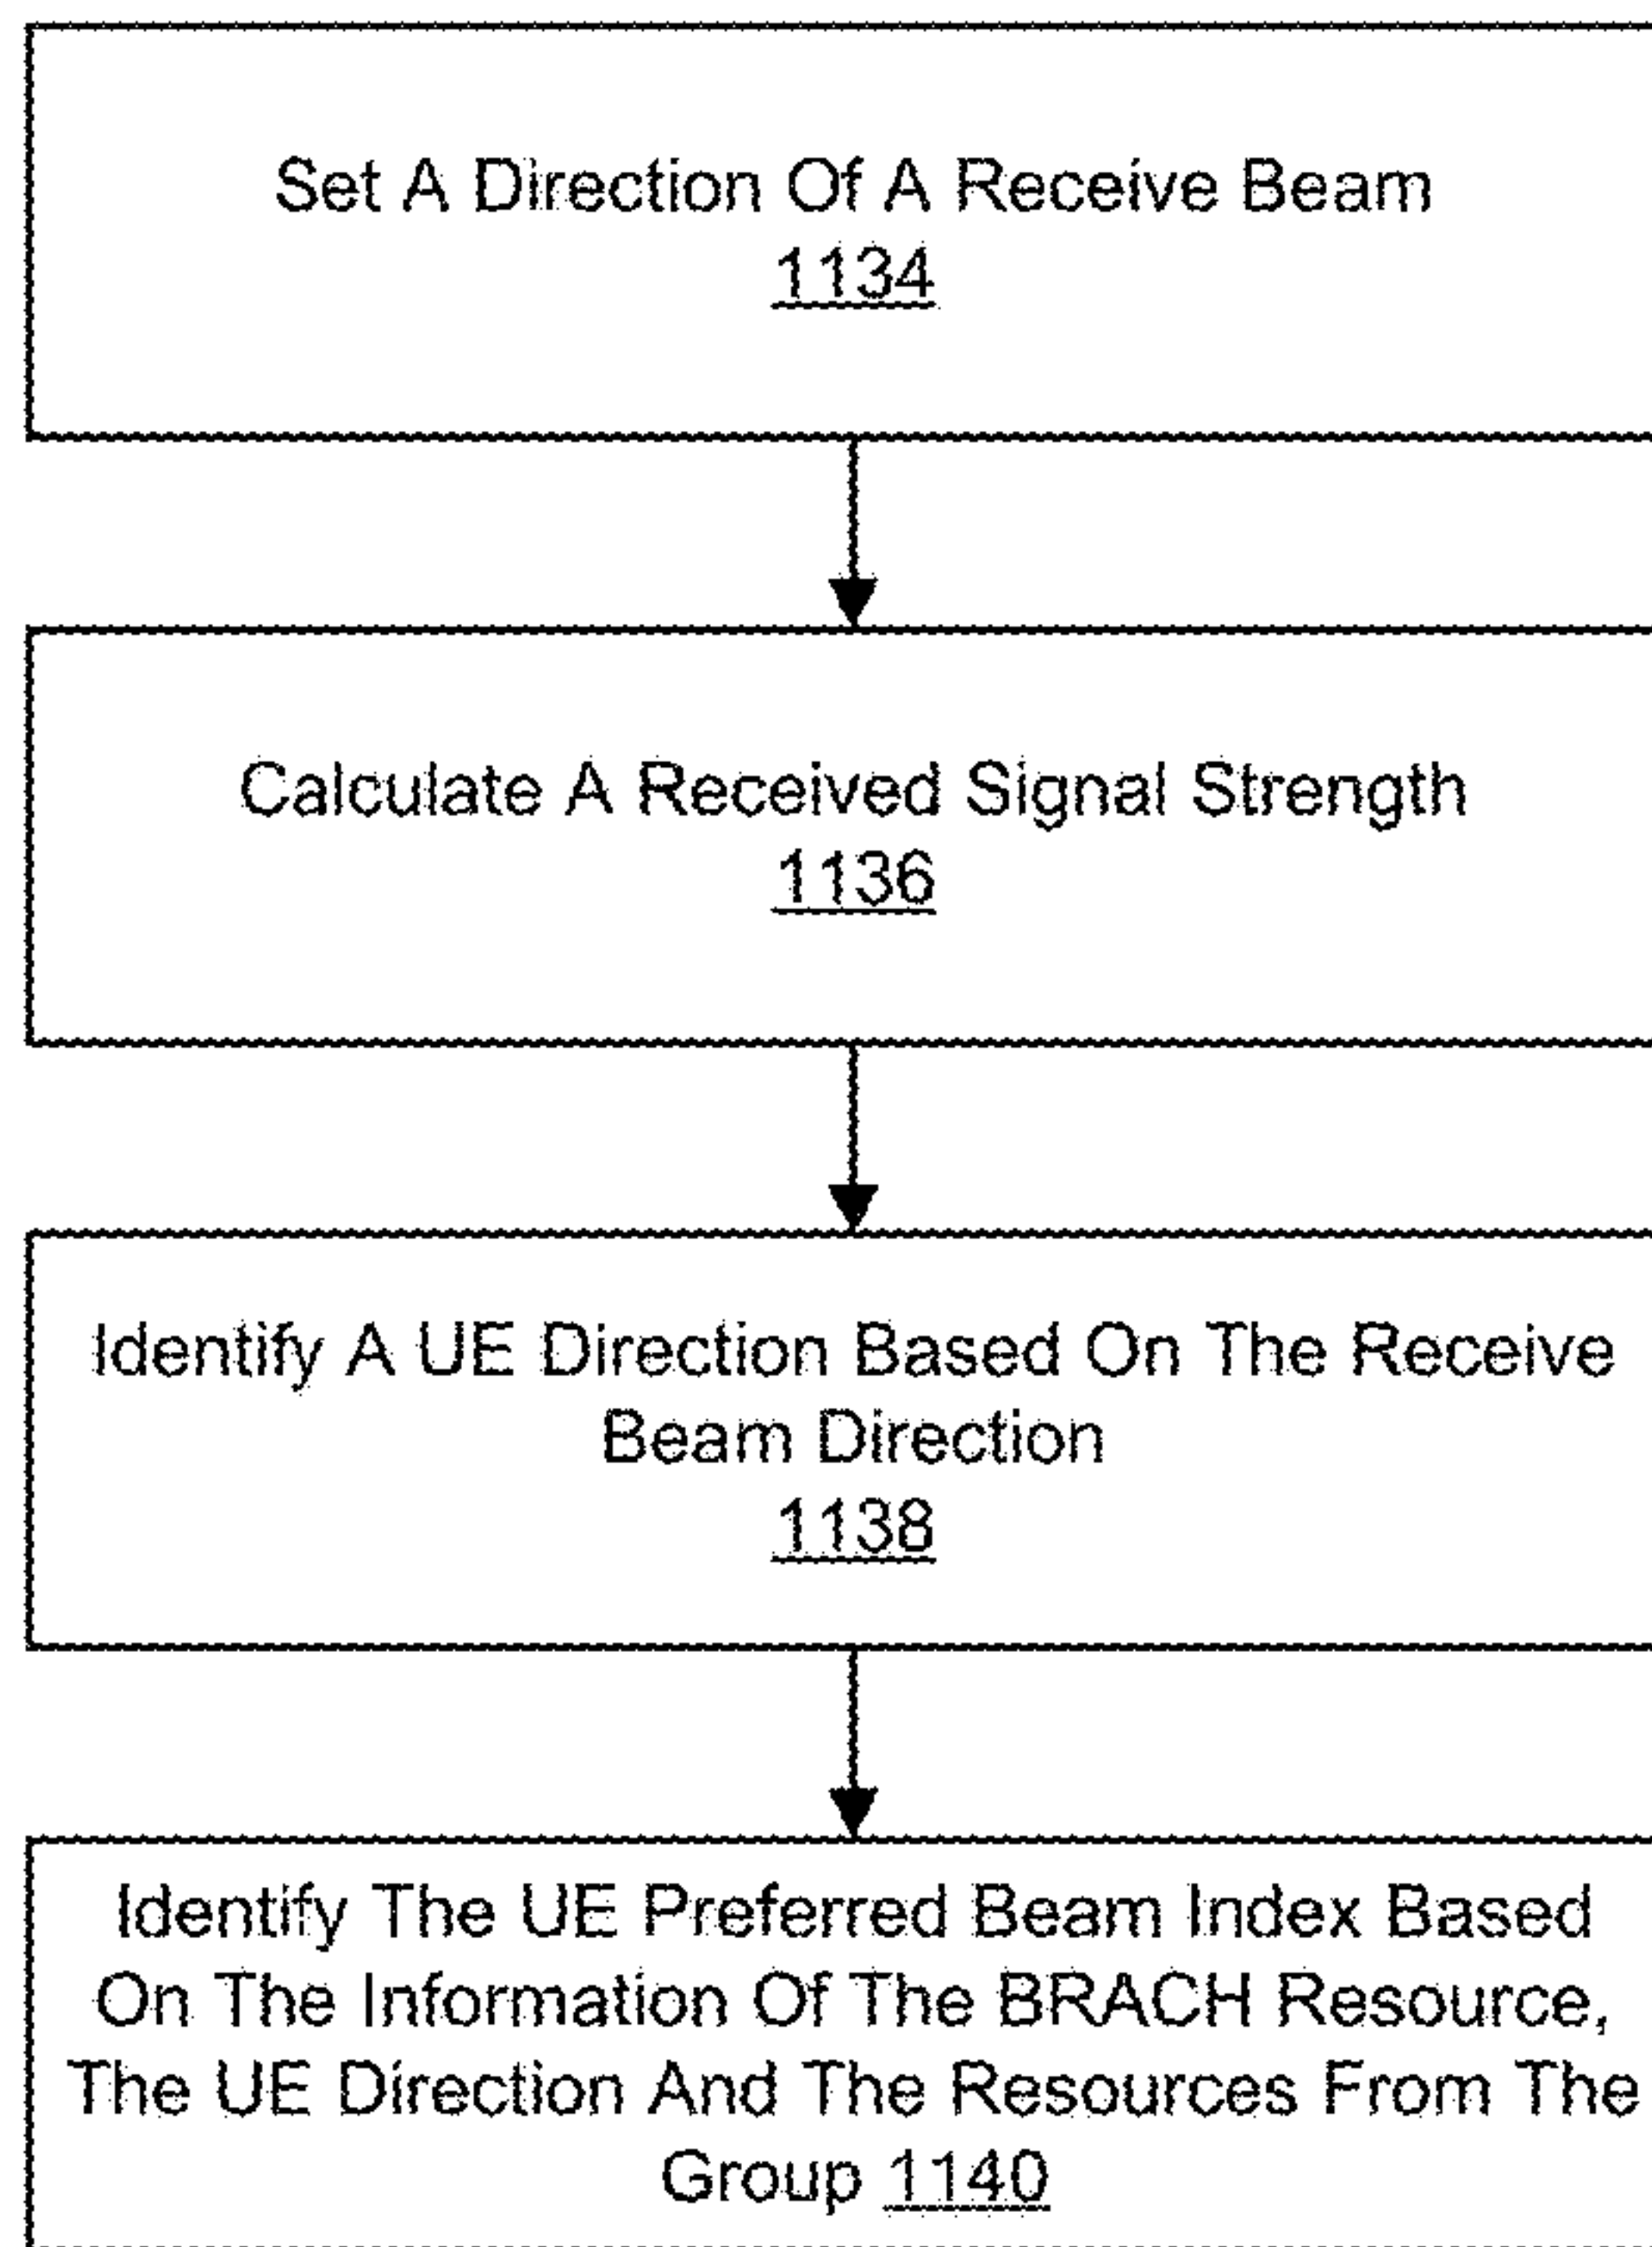 Set A Direction Of A Receive Beam
1134
Calculate A Received Signal Strength
1136
Identify A UE Direction Based On The Receive
Beam Direction
1138
Identify The UE Preferred Beam Index Based
On The Information Of The BRACH Resource,
The UE Direction And The Resources From The
Group 1140